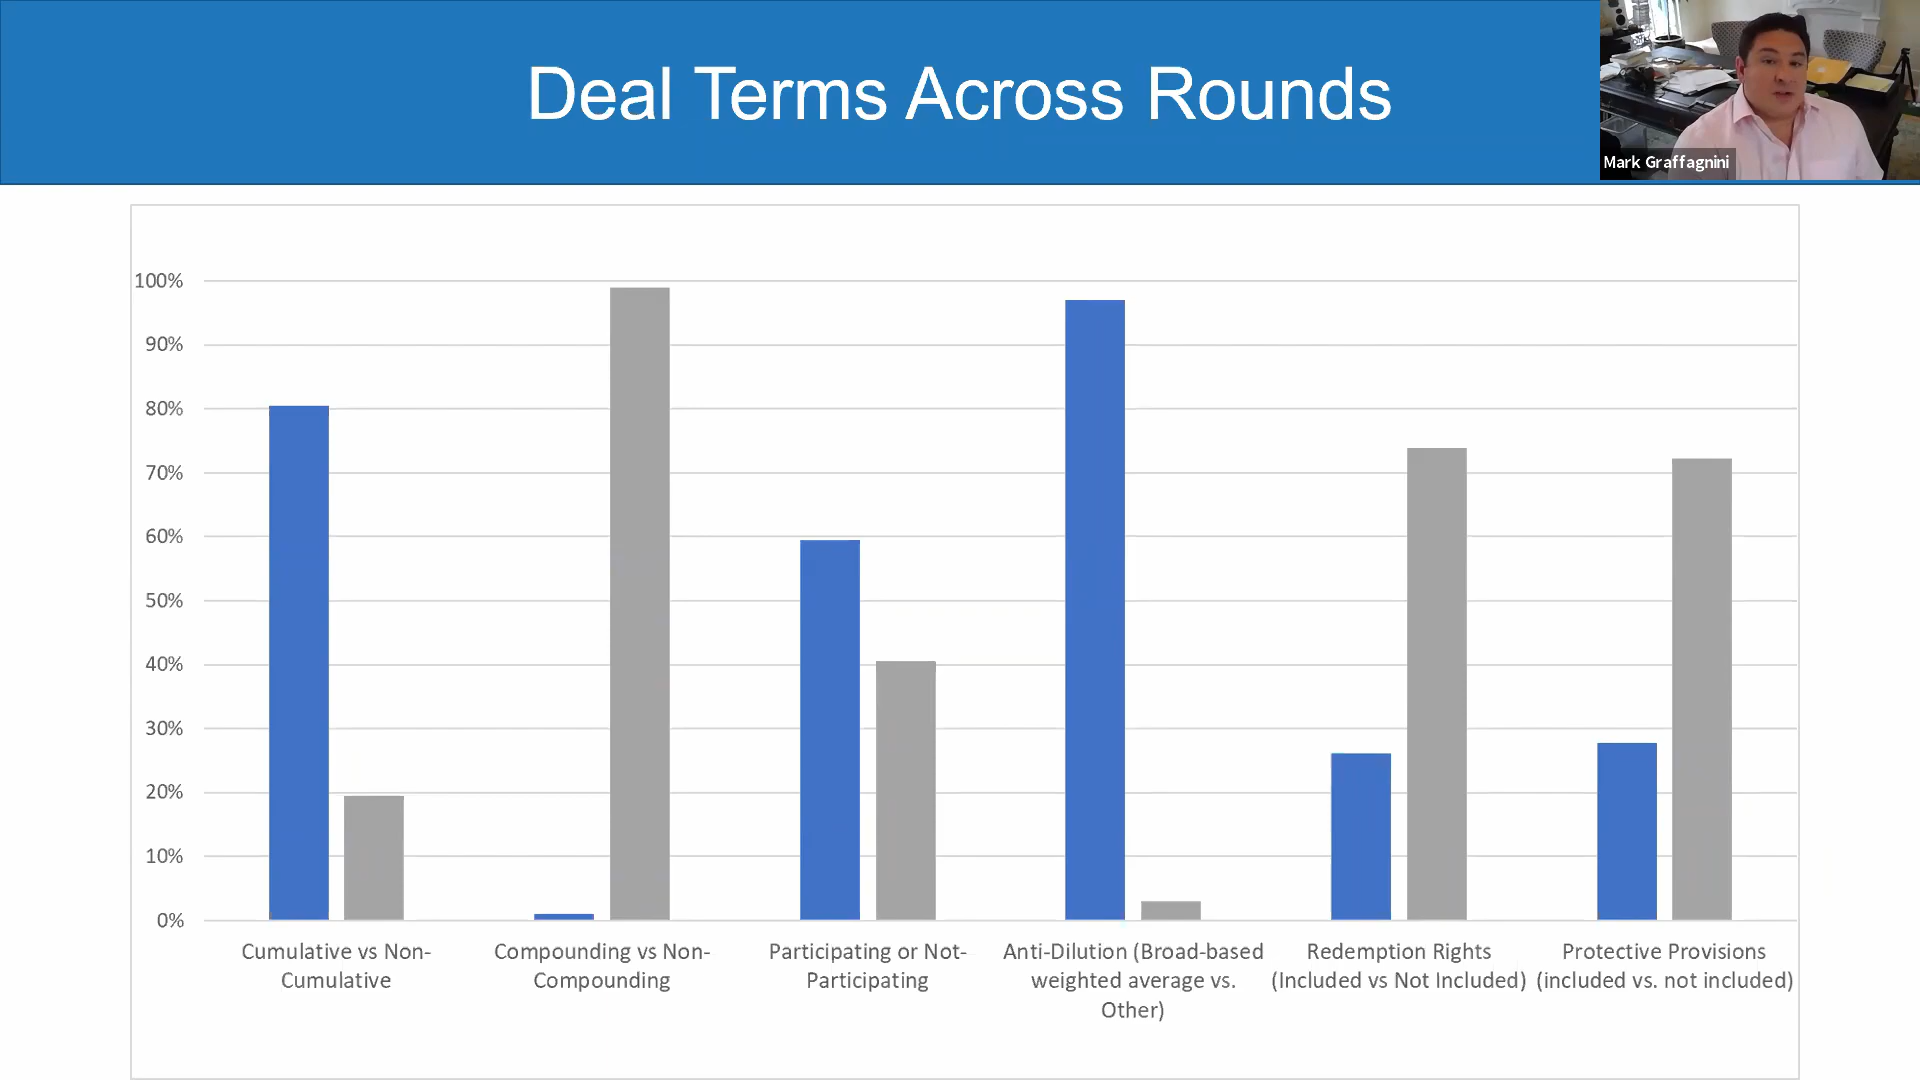 Deal Terms Across Rounds
Mark Graffagnini
100%
90%
80%
70%
60%
50%
40%
30%
20%
10%
0%
Cumulative vs Non-
Cumulative
Compounding vs Non-
Compounding
Participating or Not-
Participating
Anti-Dilution (Broad-based
weighted average vs.
Other)
Redemption Rights
(Included vs Not Included)
Protective Provisions
(included vs. not included)